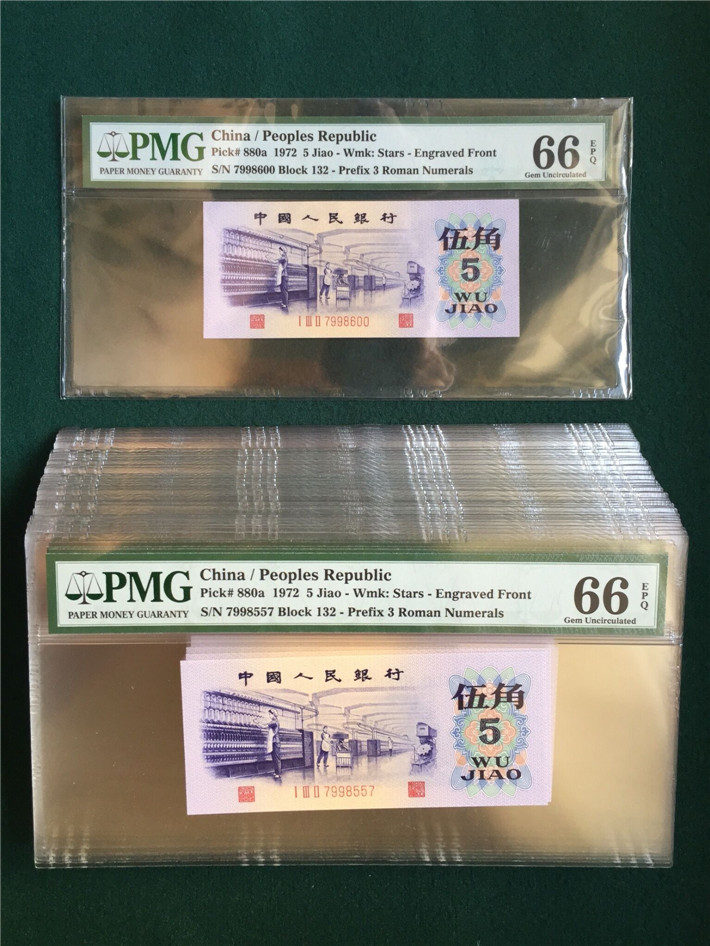 PMG
PAPER MONEY GUARANTY
China / Peoples Republic
Pick# 880a 1972 5 Jiao - Wmk: Stars - Engraved Front
S/N 7998600 Block 132 - Prefix 3 Roman Numerals
66 EPQ
Gem Uncirculated
中國人民銀行
伍角
5
WU
JIAO
I III II 7998600
PMG
PAPER MONEY GUARANTY
China / Peoples Republic
Pick# 880a 1972 5 Jiao - Wmk: Stars - Engraved Front
S/N 7998557 Block 132 - Prefix 3 Roman Numerals
66 EPQ
Gem Uncirculated
中國人民銀行
伍角
5
WU
JIAO
I III II 7998557